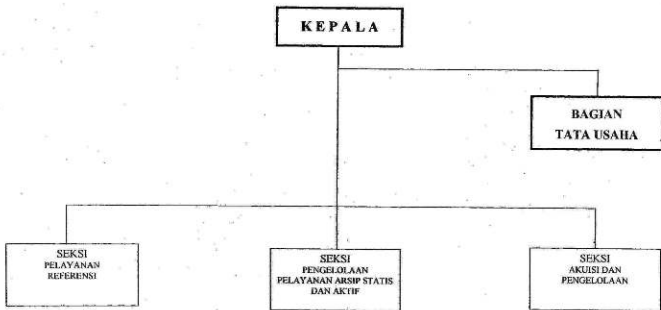 KEPALA
BAGIAN
TATA USAHA
SEKSI
PELAYANAN
REFERENSI
SEKSI
PENGELOLAAN
PELAYANAN ARSIP STATIS
DAN AKTIF
SEKSI
AKUISI DAN
PENGELOLAAN